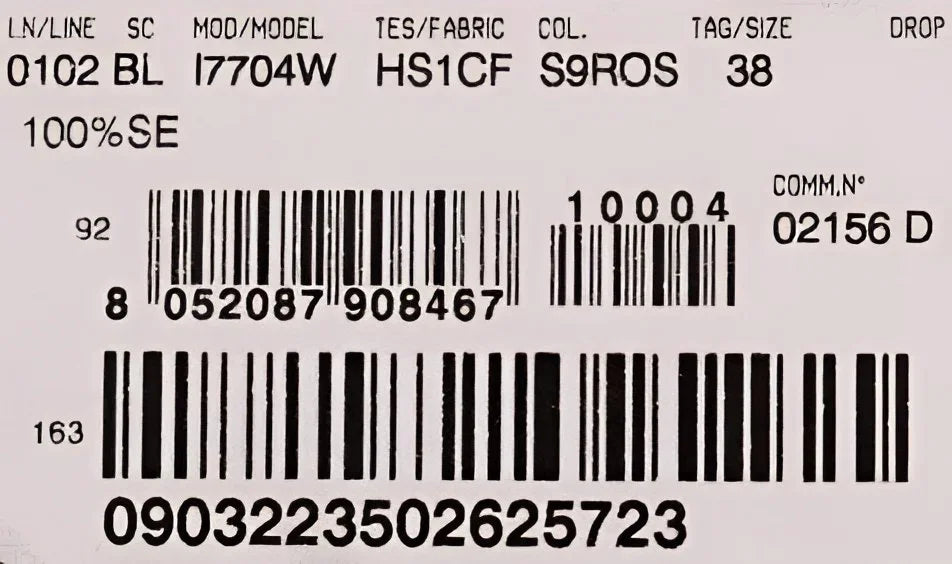 LN/LINE SC MOD/MODEL TES/FABRIC COL. TAG/SIZE DROP
0102 BL I7704W HS1CF S9ROS 38
100%SE
COMM.N°
10004
92 02156 D
8 052087 908467
163
0903223502625723